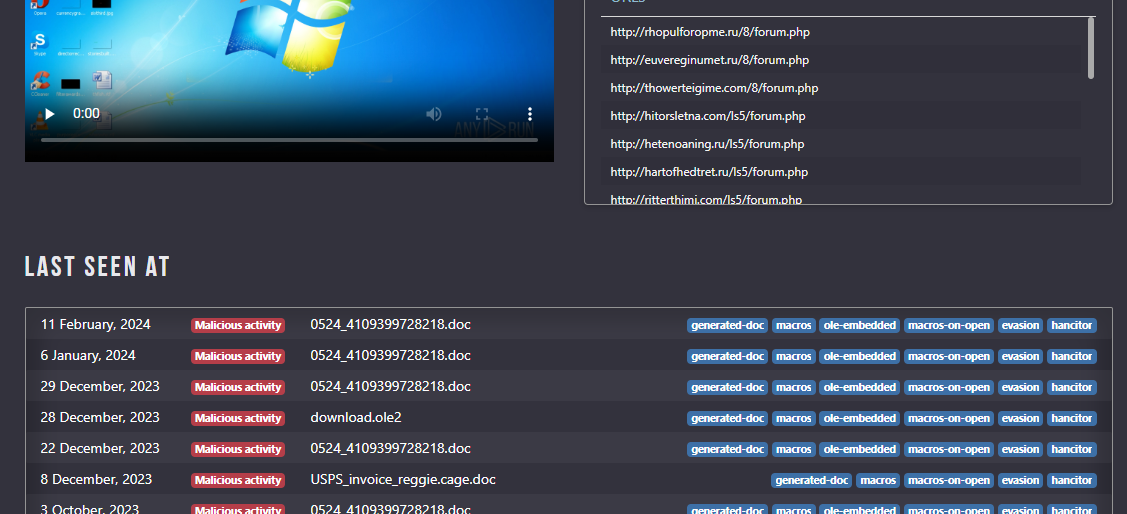 Opera
Skype
CCleaner
0:00
ANY RUN
URLs
http://rhopulforopme.ru/8/forum.php
http://euvereginumet.ru/8/forum.php
http://thowerteigime.com/8/forum.php
http://hitorsletna.com/ls5/forum.php
http://hetenoaning.ru/ls5/forum.php
http://hartofhedtret.ru/ls5/forum.php
http://ritterthimi.com/ls5/forum.php
LAST SEEN AT
11 February, 2024 Malicious activity 0524_4109399728218.doc generated-doc macros ole-embedded macros-on-open evasion hancitor
6 January, 2024 Malicious activity 0524_4109399728218.doc generated-doc macros ole-embedded macros-on-open evasion hancitor
29 December, 2023 Malicious activity 0524_4109399728218.doc generated-doc macros ole-embedded macros-on-open evasion hancitor
28 December, 2023 Malicious activity download.ole2 generated-doc macros ole-embedded macros-on-open evasion hancitor
22 December, 2023 Malicious activity 0524_4109399728218.doc generated-doc macros ole-embedded macros-on-open evasion hancitor
8 December, 2023 Malicious activity USPS_invoice_reggie.cage.doc generated-doc macros macros-on-open evasion hancitor
3 October, 2023 Malicious activity 0524_4109399728218.doc generated-doc macros ole-embedded macros-on-open evasion hancitor